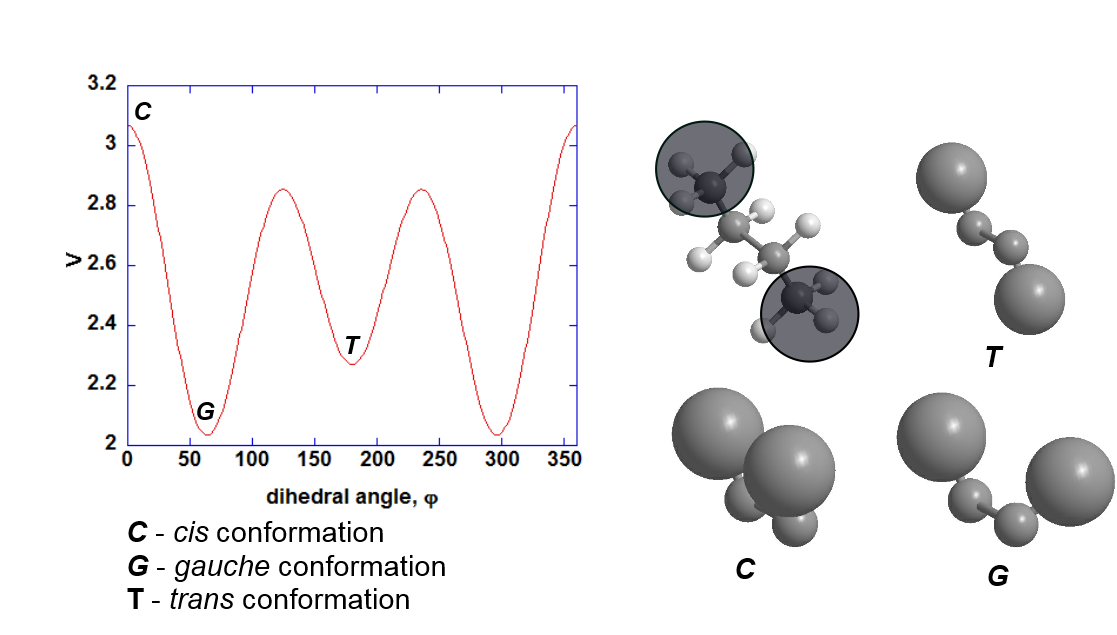 3.2
3
2.8
2.6
2.4
2.2
2
V
C
G
T
0 50 100 150 200 250 300 350
dihedral angle, φ
C - cis conformation
G - gauche conformation
T - trans conformation
T
C
G